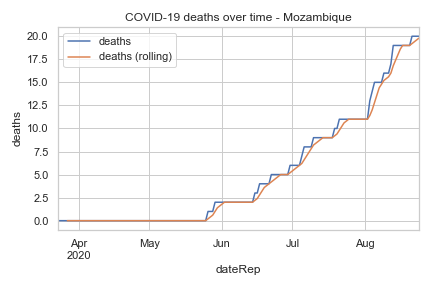 COVID-19 deaths over time - Mozambique
deaths
deaths (rolling)
20.0
17.5
15.0
12.5
10.0
7.5
5.0
2.5
0.0
deaths
Apr
2020
May
Jun
Jul
Aug
dateRep